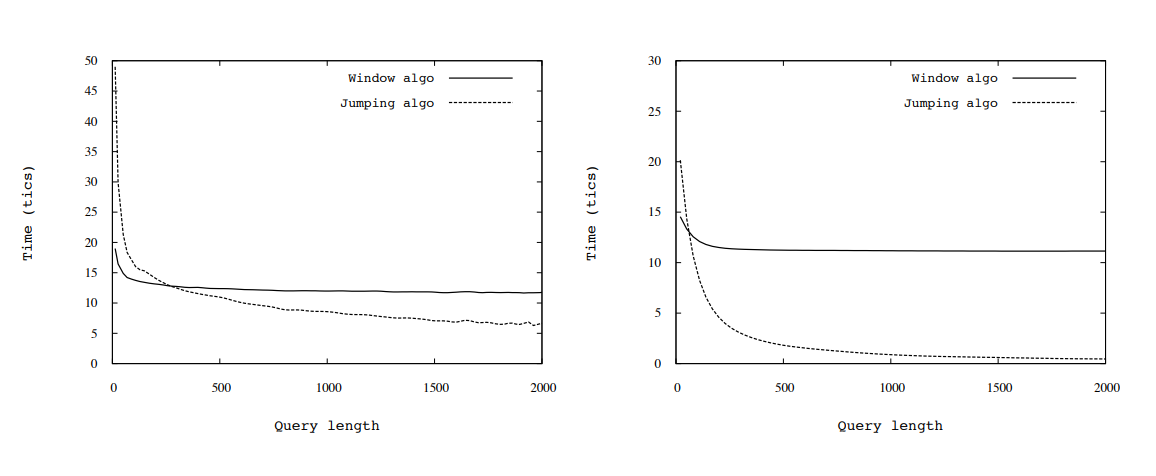 50
45
40
35
30
25
20
15
10
5
0
Time (tics)
Window algo
Jumping algo
0 500 1000 1500 2000
Query length
30
25
20
15
10
5
0
Time (tics)
Window algo
Jumping algo
0 500 1000 1500 2000
Query length